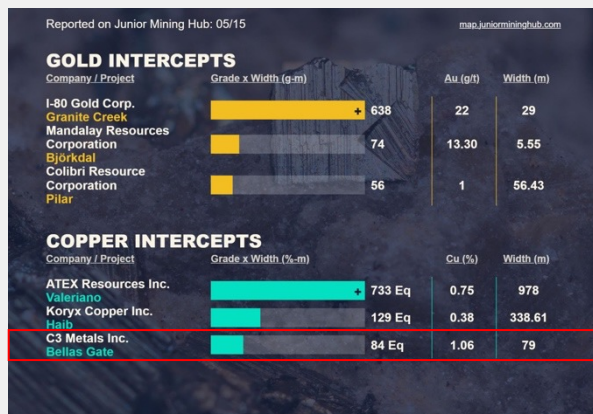 Reported on Junior Mining Hub: 05/15
map.juniormininghub.com
GOLD INTERCEPTS
Company / Project Grade x Width (g-m) Au (g/t) Width (m)
I-80 Gold Corp.
Granite Creek
+ 638 22 29
Mandalay Resources
Corporation
Björkdal
74 13.30 5.55
Colibri Resource
Corporation
Pilar
56 1 56.43
COPPER INTERCEPTS
Company / Project Grade x Width (%-m) Cu (%) Width (m)
ATEX Resources Inc.
Valeriano
+ 733 Eq 0.75 978
Koryx Copper Inc.
Haib
129 Eq 0.38 338.61
C3 Metals Inc.
Bellas Gate
84 Eq 1.06 79